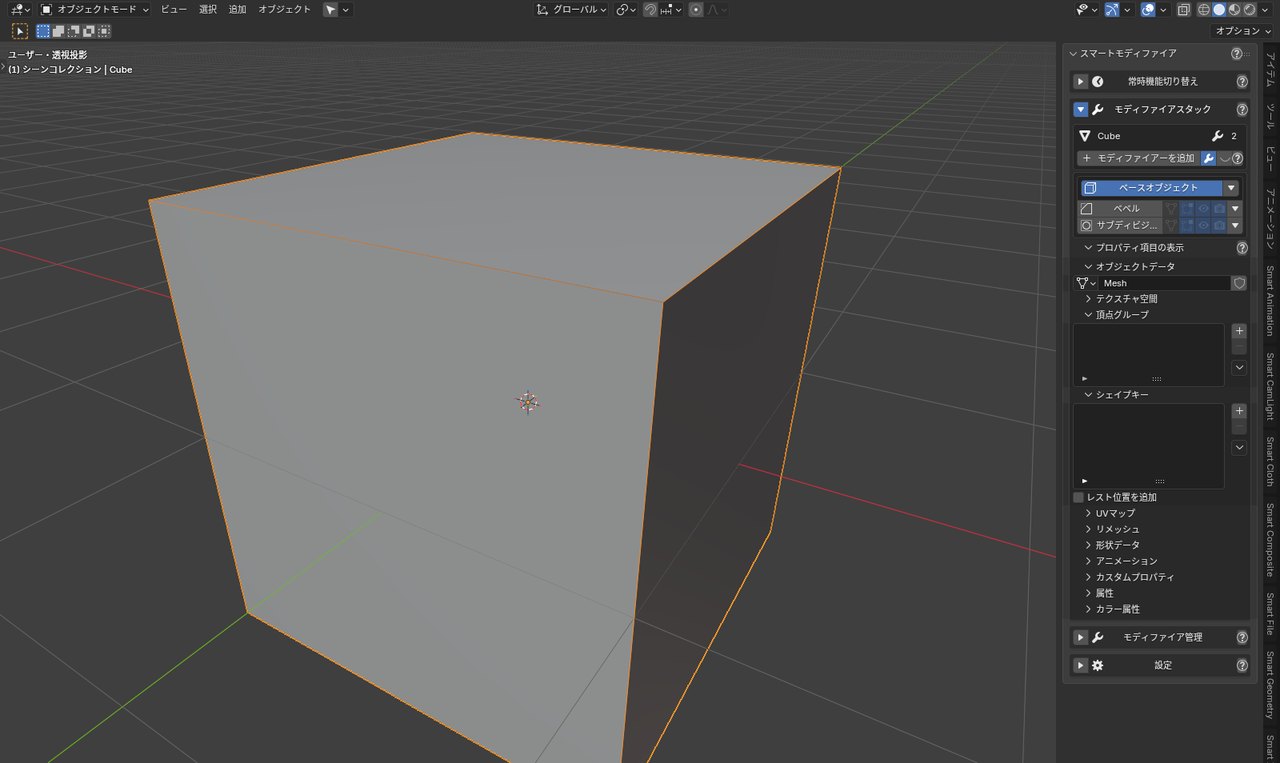 オブジェクトモード ビュー 選択 追加 オブジェクト グローバル
オプション
ユーザー・透視投影
(1) シーンコレクション | Cube
スマートモディファイア
常時機能切り替え
モディファイアスタック
Cube 2
モディファイアーを追加
ベースオブジェクト
ベベル
サブディビジ...
プロパティ項目の表示
オブジェクトデータ
Mesh
テクスチャ空間
頂点グループ
シェイプキー
レスト位置を追加
UVマップ
リメッシュ
形状データ
アニメーション
カスタムプロパティ
属性
カラー属性
モディファイア管理
設定
アイテム
ツール
ビュー
アニメーション
Smart Animation
Smart CamLight
Smart Cloth
Smart Composite
Smart File
Smart Geometry
Smart